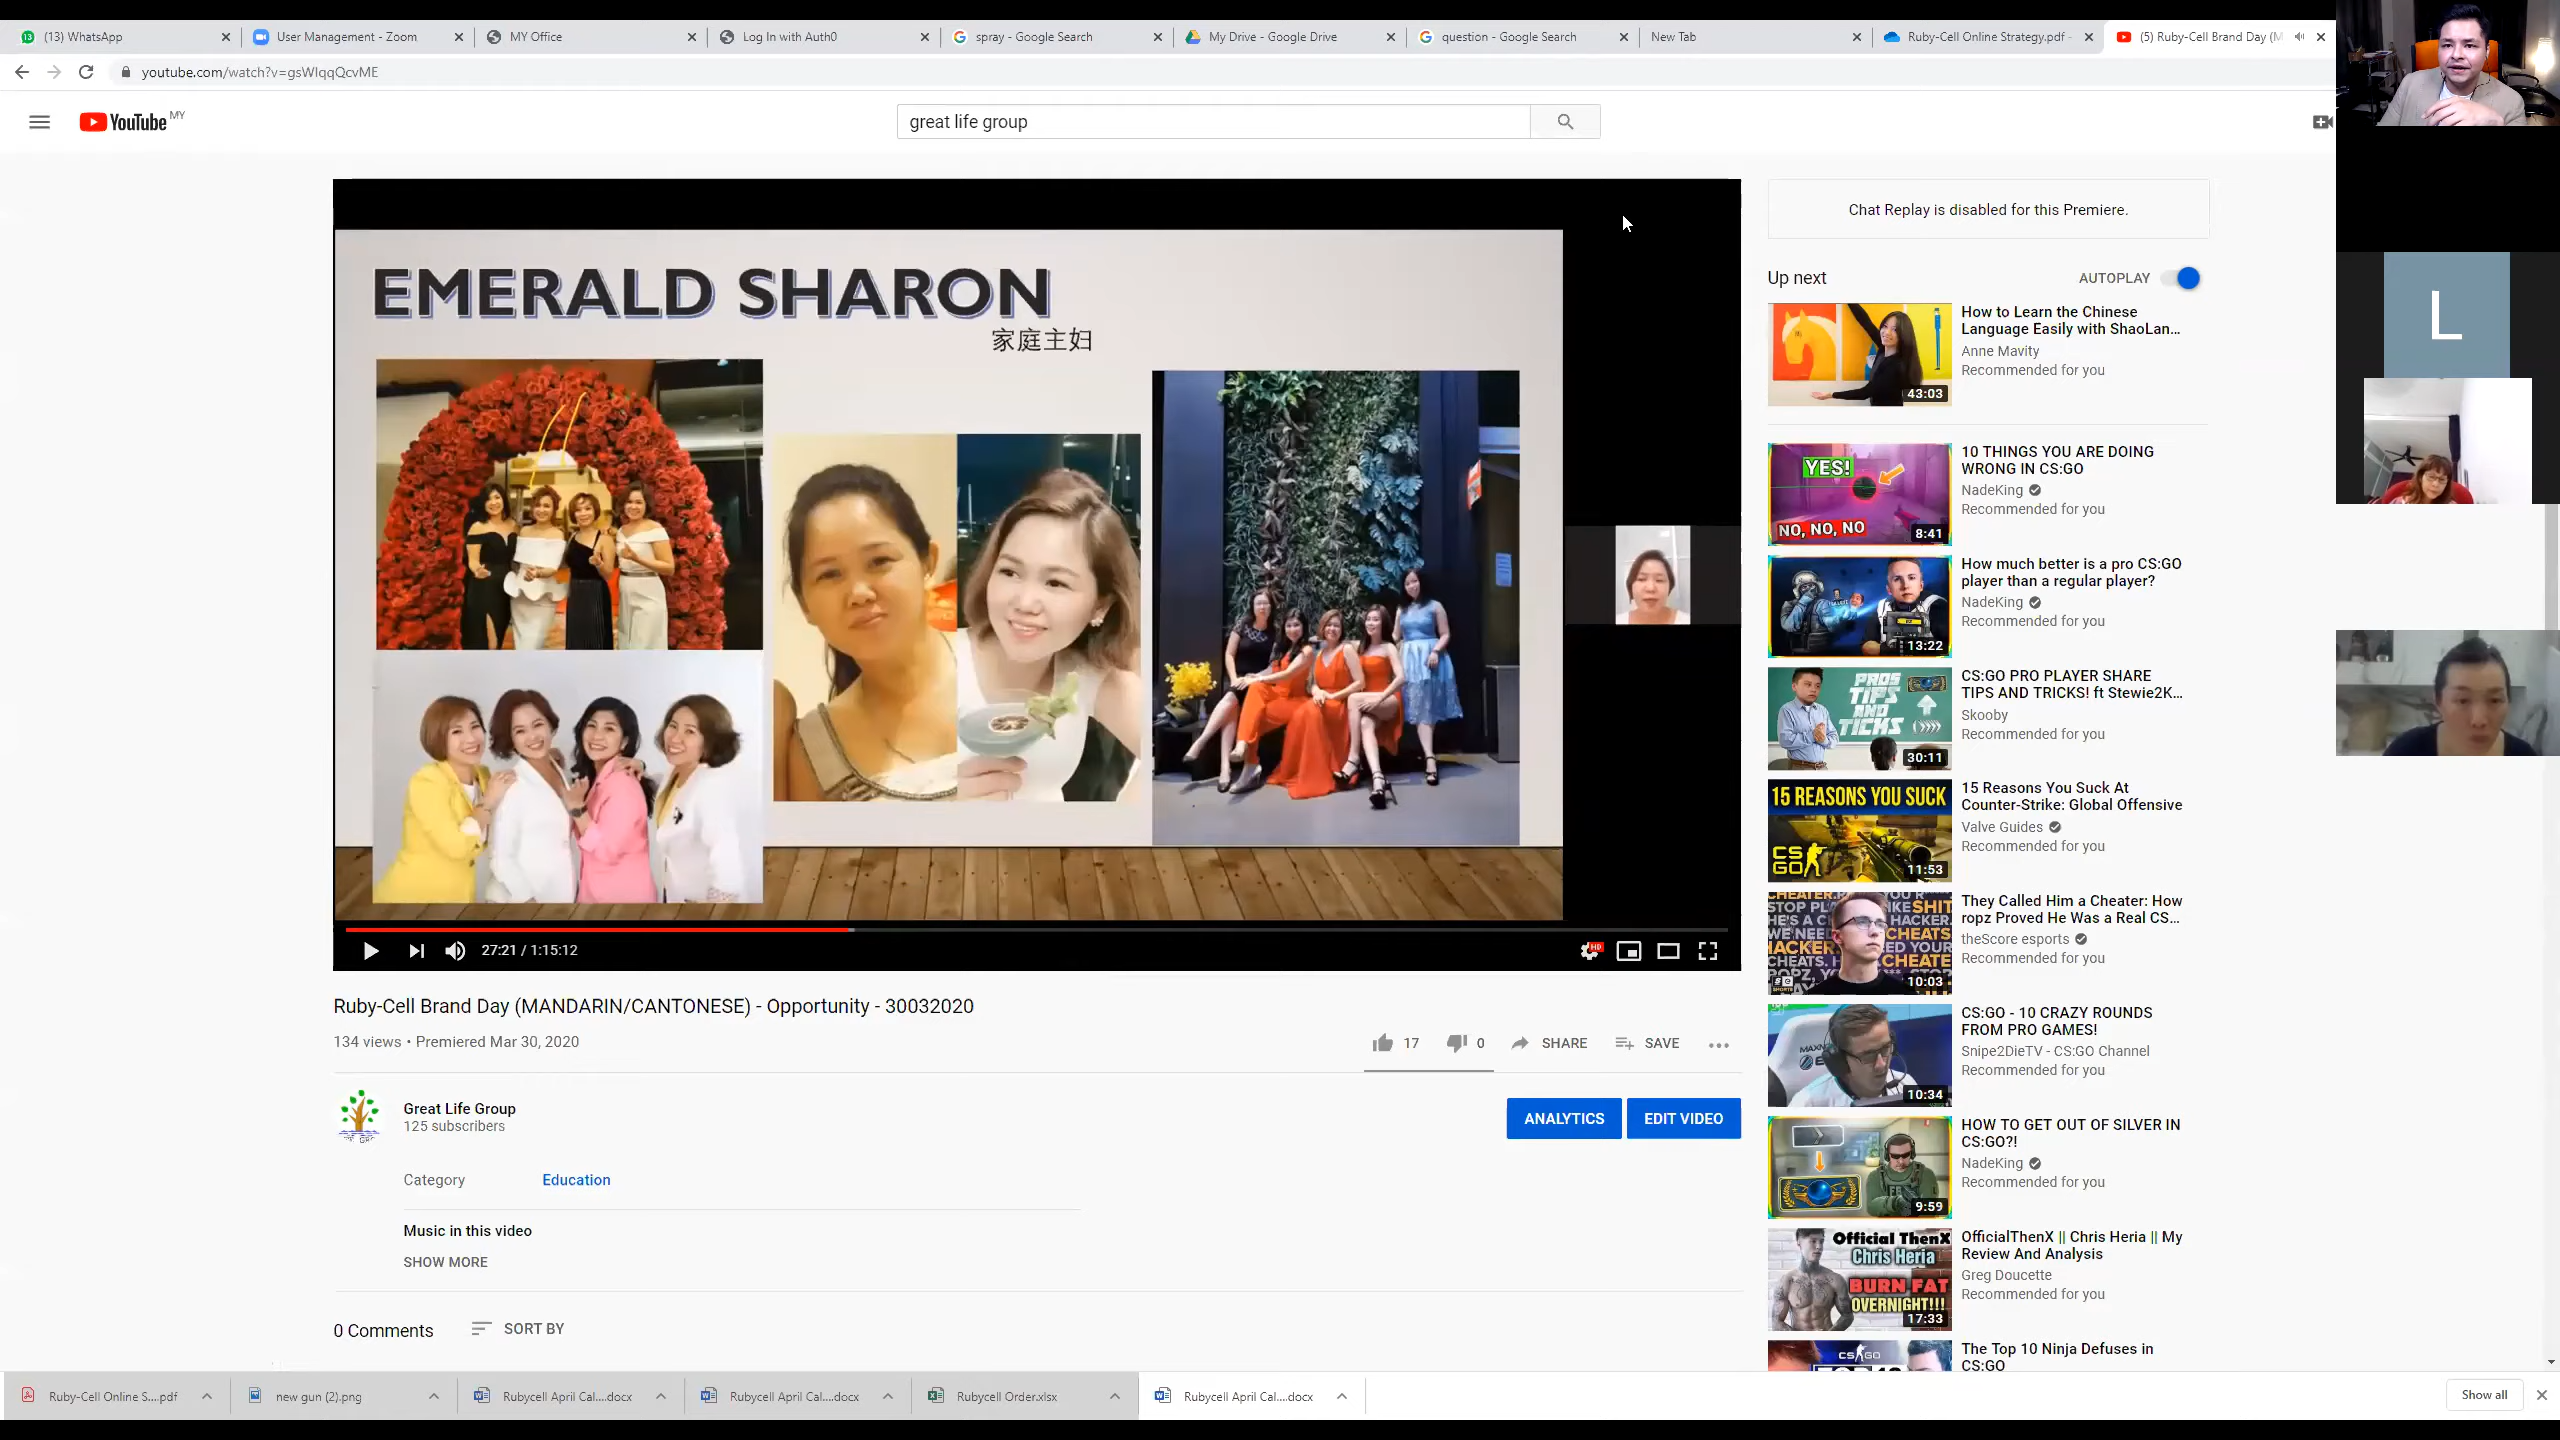 (13) WhatsApp
User Management - Zoom
MY Office
Log In with Auth0
spray - Google Search
My Drive - Google Drive
question - Google Search
New Tab
Ruby-Cell Online Strategy.pdf -
(5) Ruby-Cell Brand Day (M
youtube.com/watch?v=gsWIqqQcvME
YouTube MY
great life group
EMERALD SHARON
家庭主妇
27:21 / 1:15:12
Ruby-Cell Brand Day (MANDARIN/CANTONESE) - Opportunity - 30032020
134 views • Premiered Mar 30, 2020
17
0
SHARE
SAVE
Great Life Group
125 subscribers
ANALYTICS
EDIT VIDEO
Category
Education
Music in this video
SHOW MORE
0 Comments
SORT BY
Chat Replay is disabled for this Premiere.
Up next
AUTOPLAY
43:03
How to Learn the Chinese
Language Easily with ShaoLan...
Anne Mavity
Recommended for you
YES!
NO, NO, NO
8:41
10 THINGS YOU ARE DOING
WRONG IN CS:GO
NadeKing
Recommended for you
13:22
How much better is a pro CS:GO
player than a regular player?
NadeKing
Recommended for you
PROS
TIPS
AND
TICKS
30:11
CS:GO PRO PLAYER SHARE
TIPS AND TRICKS! ft Stewie2K...
Skooby
Recommended for you
15 REASONS YOU SUCK
CS
GO
11:53
15 Reasons You Suck At
Counter-Strike: Global Offensive
Valve Guides
Recommended for you
10:03
They Called Him a Cheater: How
ropz Proved He Was a Real CS...
theScore esports
Recommended for you
10:34
CS:GO - 10 CRAZY ROUNDS
FROM PRO GAMES!
Snipe2DieTV - CS:GO Channel
Recommended for you
9:59
HOW TO GET OUT OF SILVER IN
CS:GO?!
NadeKing
Recommended for you
Official ThenX
Chris Heria
BURN FAT
OVERNIGHT!!!
17:33
OfficialThenX || Chris Heria || My
Review And Analysis
Greg Doucette
Recommended for you
The Top 10 Ninja Defuses in
CS:GO
L
Ruby-Cell Online S....pdf
new gun (2).png
Rubycell April Cal....docx
Rubycell April Cal....docx
Rubycell Order.xlsx
Rubycell April Cal....docx
Show all